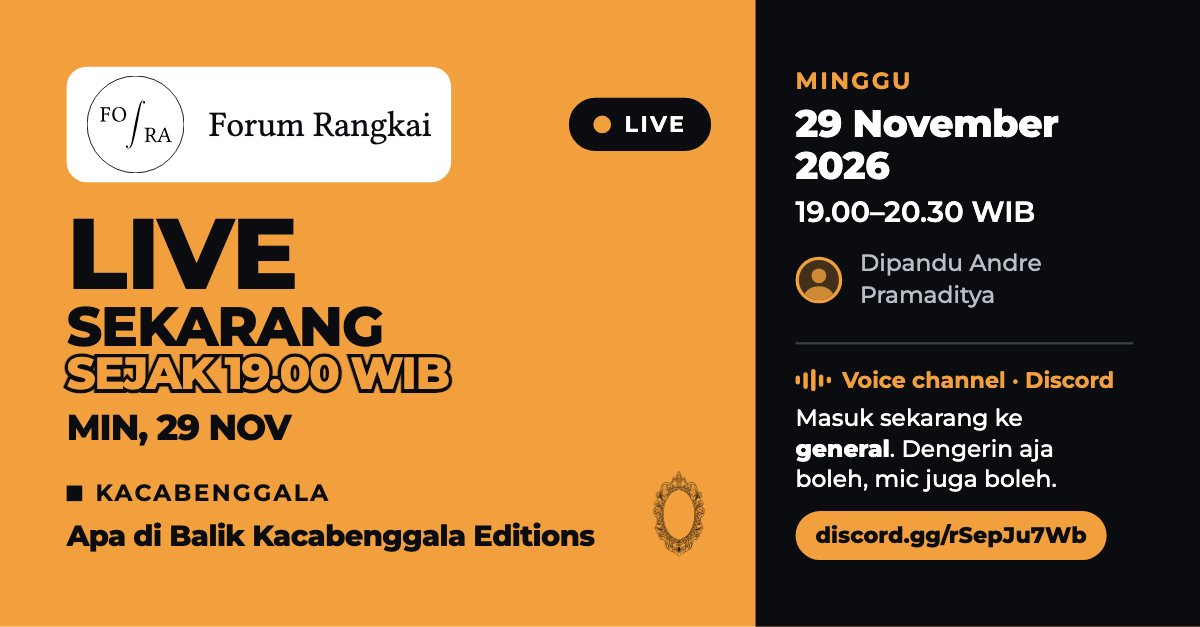 FO
RA
Forum Rangkai
LIVE
LIVE
SEKARANG
SEJAK 19.00 WIB
MIN, 29 NOV
KACABENGGALA
Apa di Balik Kacabenggala Editions
MINGGU
29 November
2026
19.00–20.30 WIB
Dipandu Andre
Pramaditya
Voice channel · Discord
Masuk sekarang ke
general. Dengerin aja
boleh, mic juga boleh.
discord.gg/rSepJu7Wb